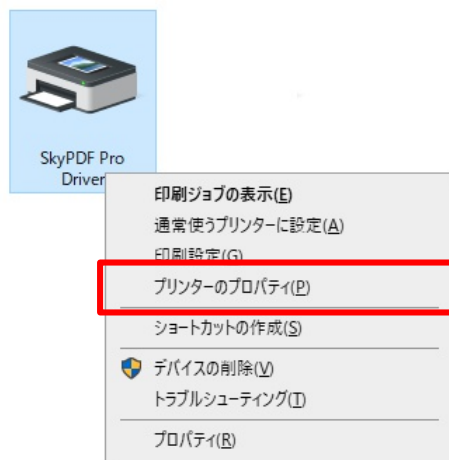 SkyPDF Pro
Driver
印刷ジョブの表示(E)
通常使うプリンターに設定(A)
印刷設定(G)
プリンターのプロパティ(P)
ショートカットの作成(S)
デバイスの削除(V)
トラブルシューティング(T)
プロパティ(R)